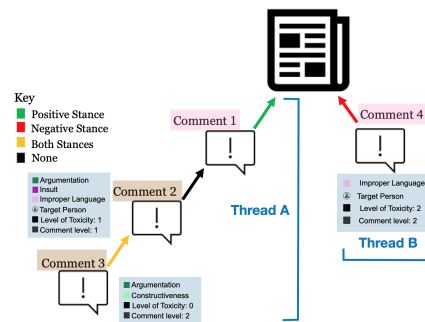 Key
Positive Stance
Negative Stance
Both Stances
None
Comment 1
Comment 4
Argumentation
Insult
Improper Language
Target Person
Level of Toxicity: 1
Comment level: 1
Comment 2
Thread A
Improper Language
Target Person
Level of Toxicity: 2
Comment level: 2
Thread B
Comment 3
Argumentation
Constructiveness
Level of Toxicity: 0
Comment level: 2